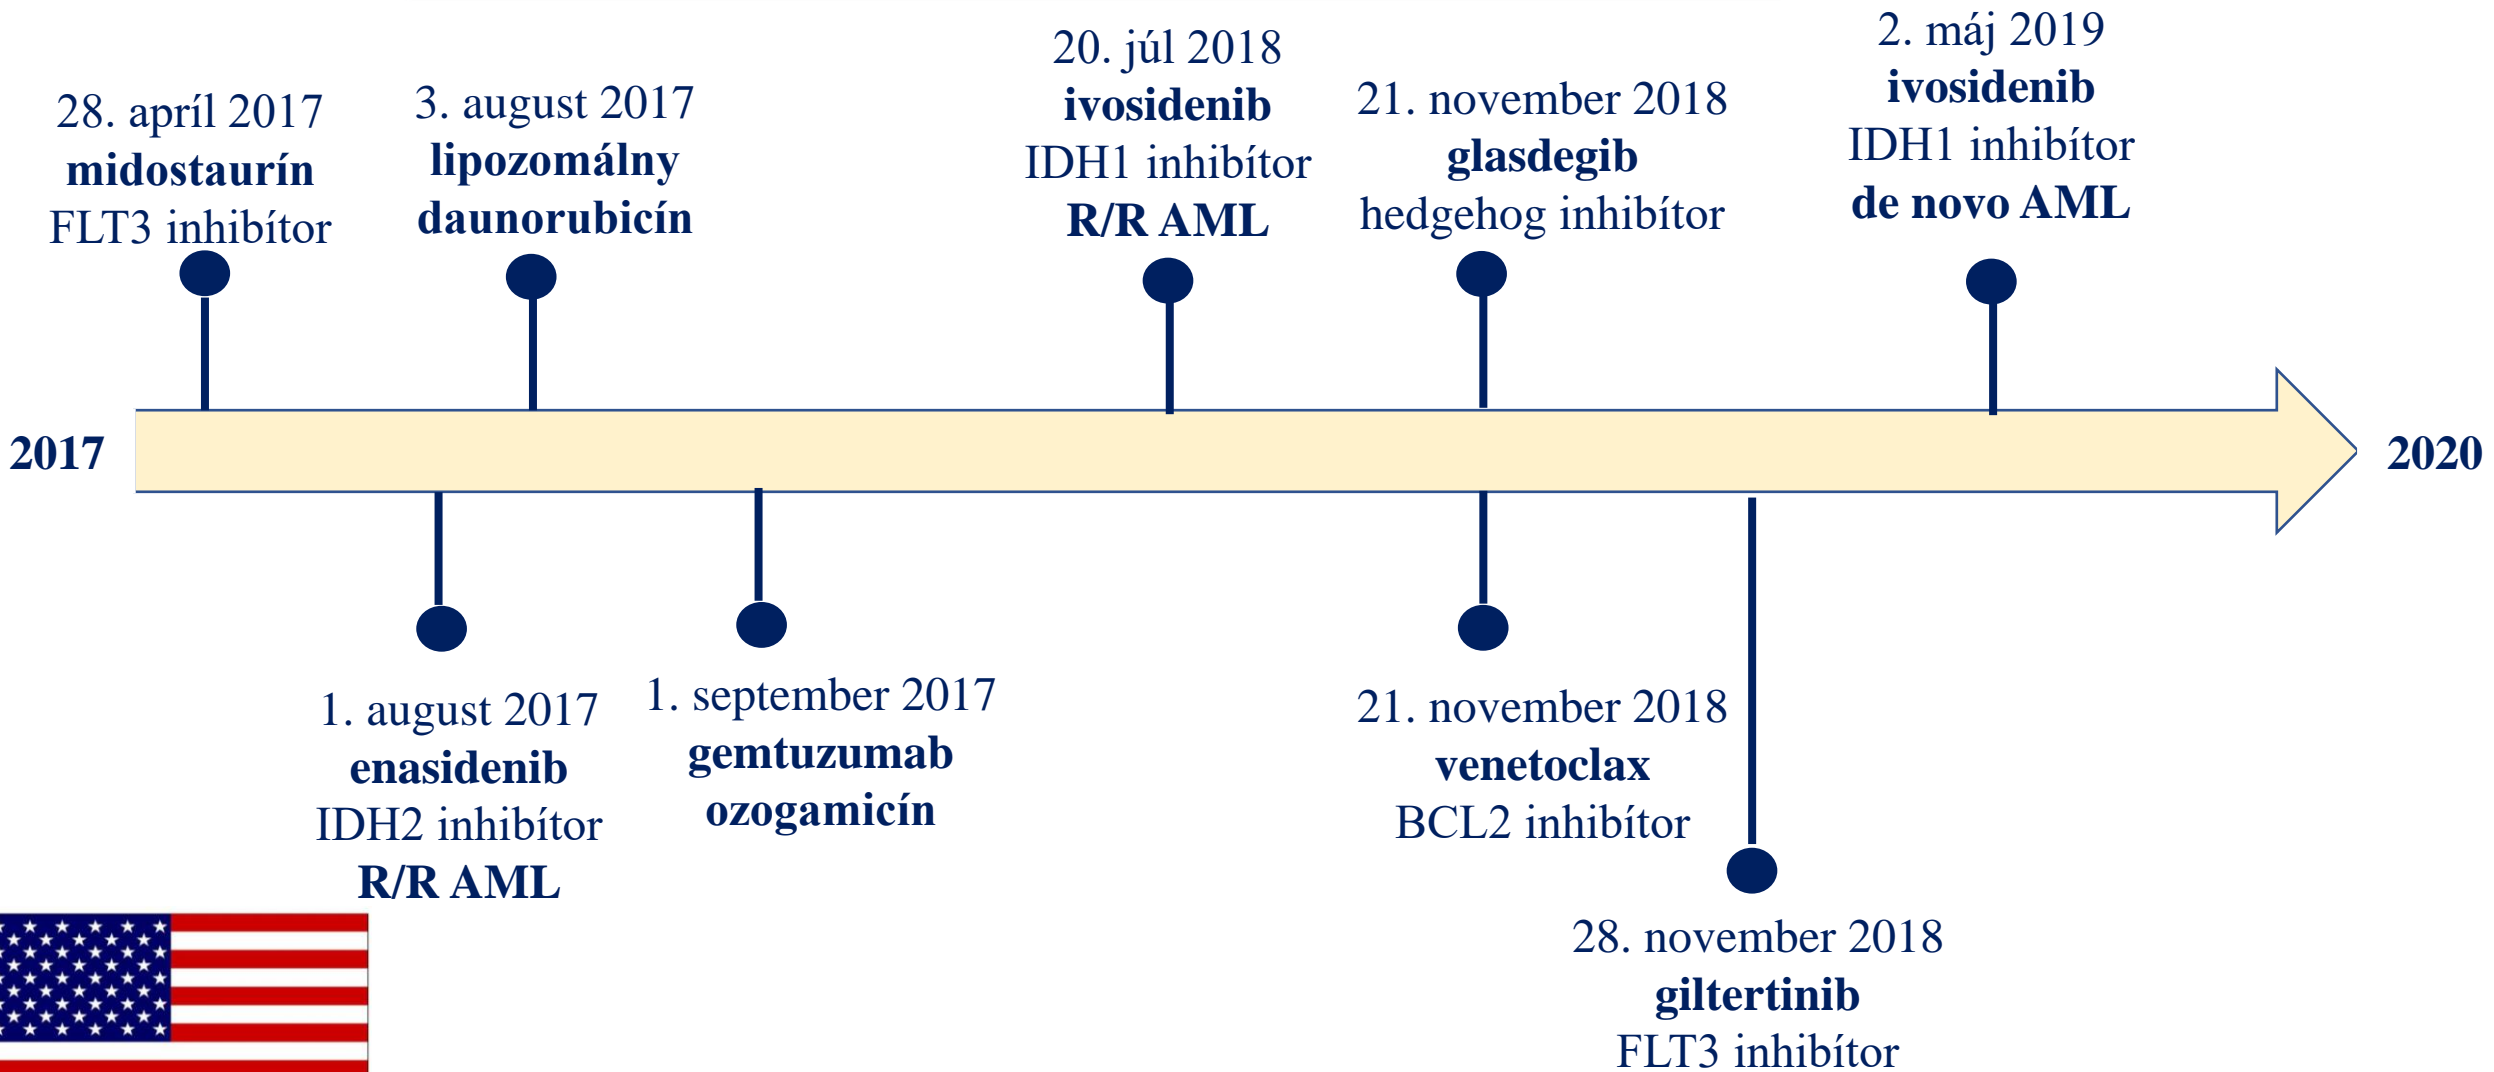 28. apríl 2017
midostaurín
FLT3 inhibítor
3. august 2017
lipozomálny
daunorubicín
20. júl 2018
ivosidenib
IDH1 inhibítor
R/R AML
21. november 2018
glasdegib
hedgehog inhibítor
2. máj 2019
ivosidenib
IDH1 inhibítor
de novo AML
2017
2020
1. august 2017
enasidenib
IDH2 inhibítor
R/R AML
1. september 2017
gemtuzumab
ozogamicín
21. november 2018
venetoclax
BCL2 inhibítor
28. november 2018
giltertinib
FLT3 inhibítor